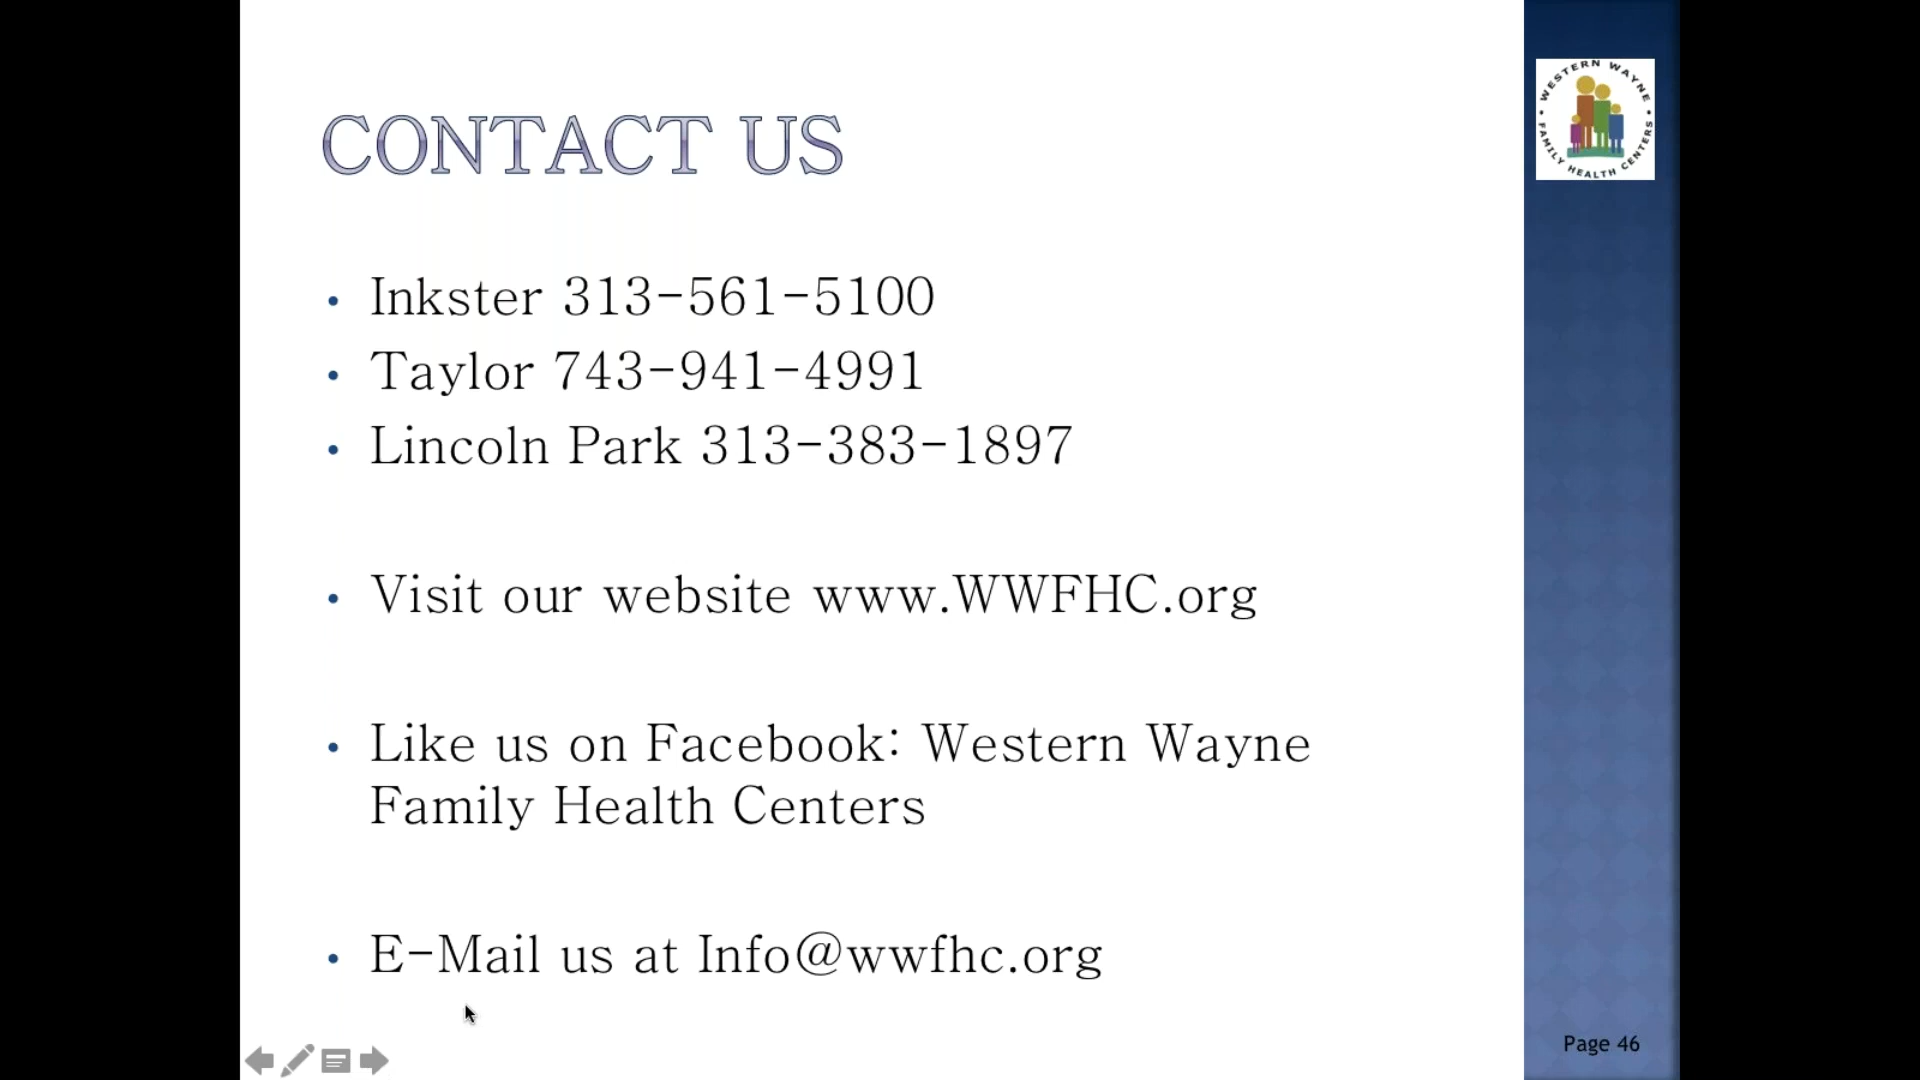 CONTACT US
WESTERN WAYNE
FAMILY HEALTH CENTERS
• Inkster 313-561-5100
• Taylor 743-941-4991
• Lincoln Park 313-383-1897
• Visit our website www.WWFHC.org
• Like us on Facebook: Western Wayne
Family Health Centers
• E-Mail us at Info@wwfhc.org
Page 46